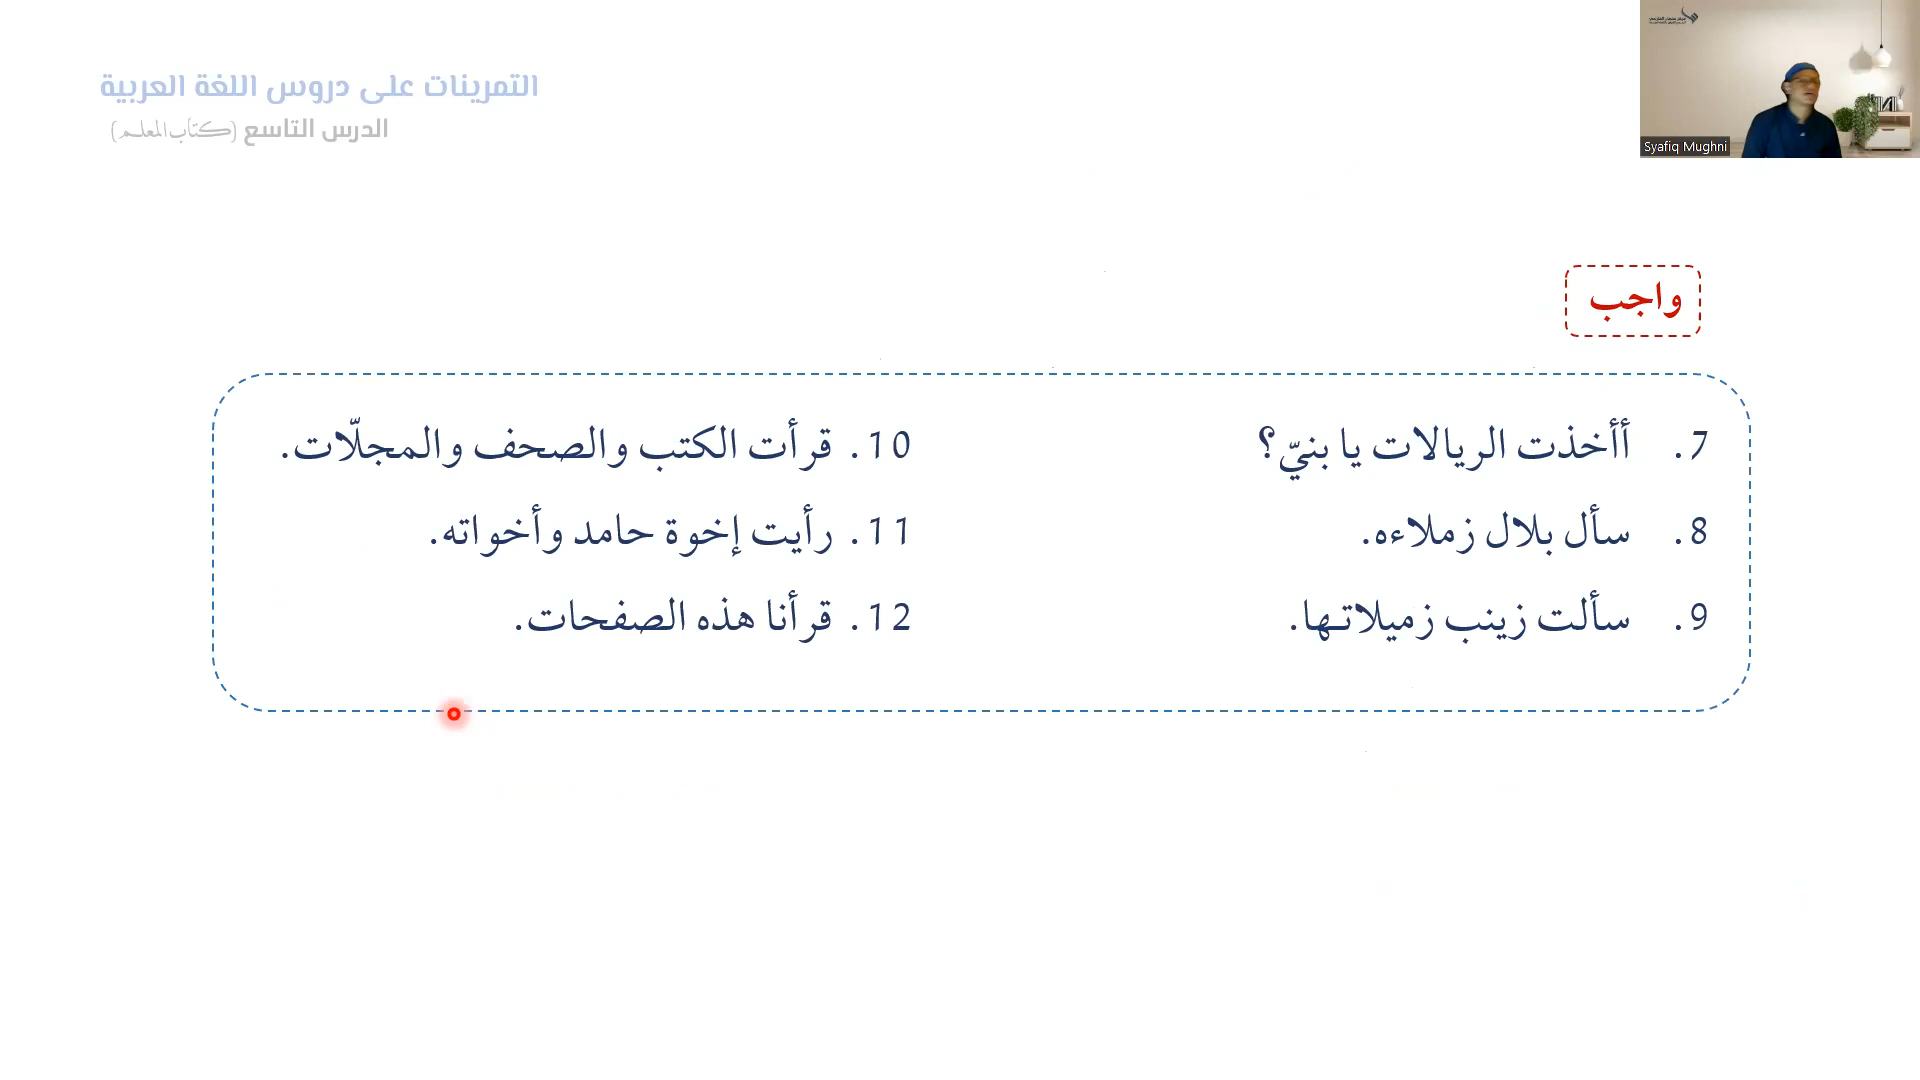 التمرينات على دروس اللغة العربية
الدرس التاسع (كتاب المعلم)
Syafiq Mughni
واجب
7. أأخذت الريالات يا بنيّ؟
8. سأل بلال زملاءه.
9. سألت زينب زميلاتها.
10. قرأت الكتب والصحف والمجلّات.
11. رأيت إخوة حامد وأخواته.
12. قرأنا هذه الصفحات.